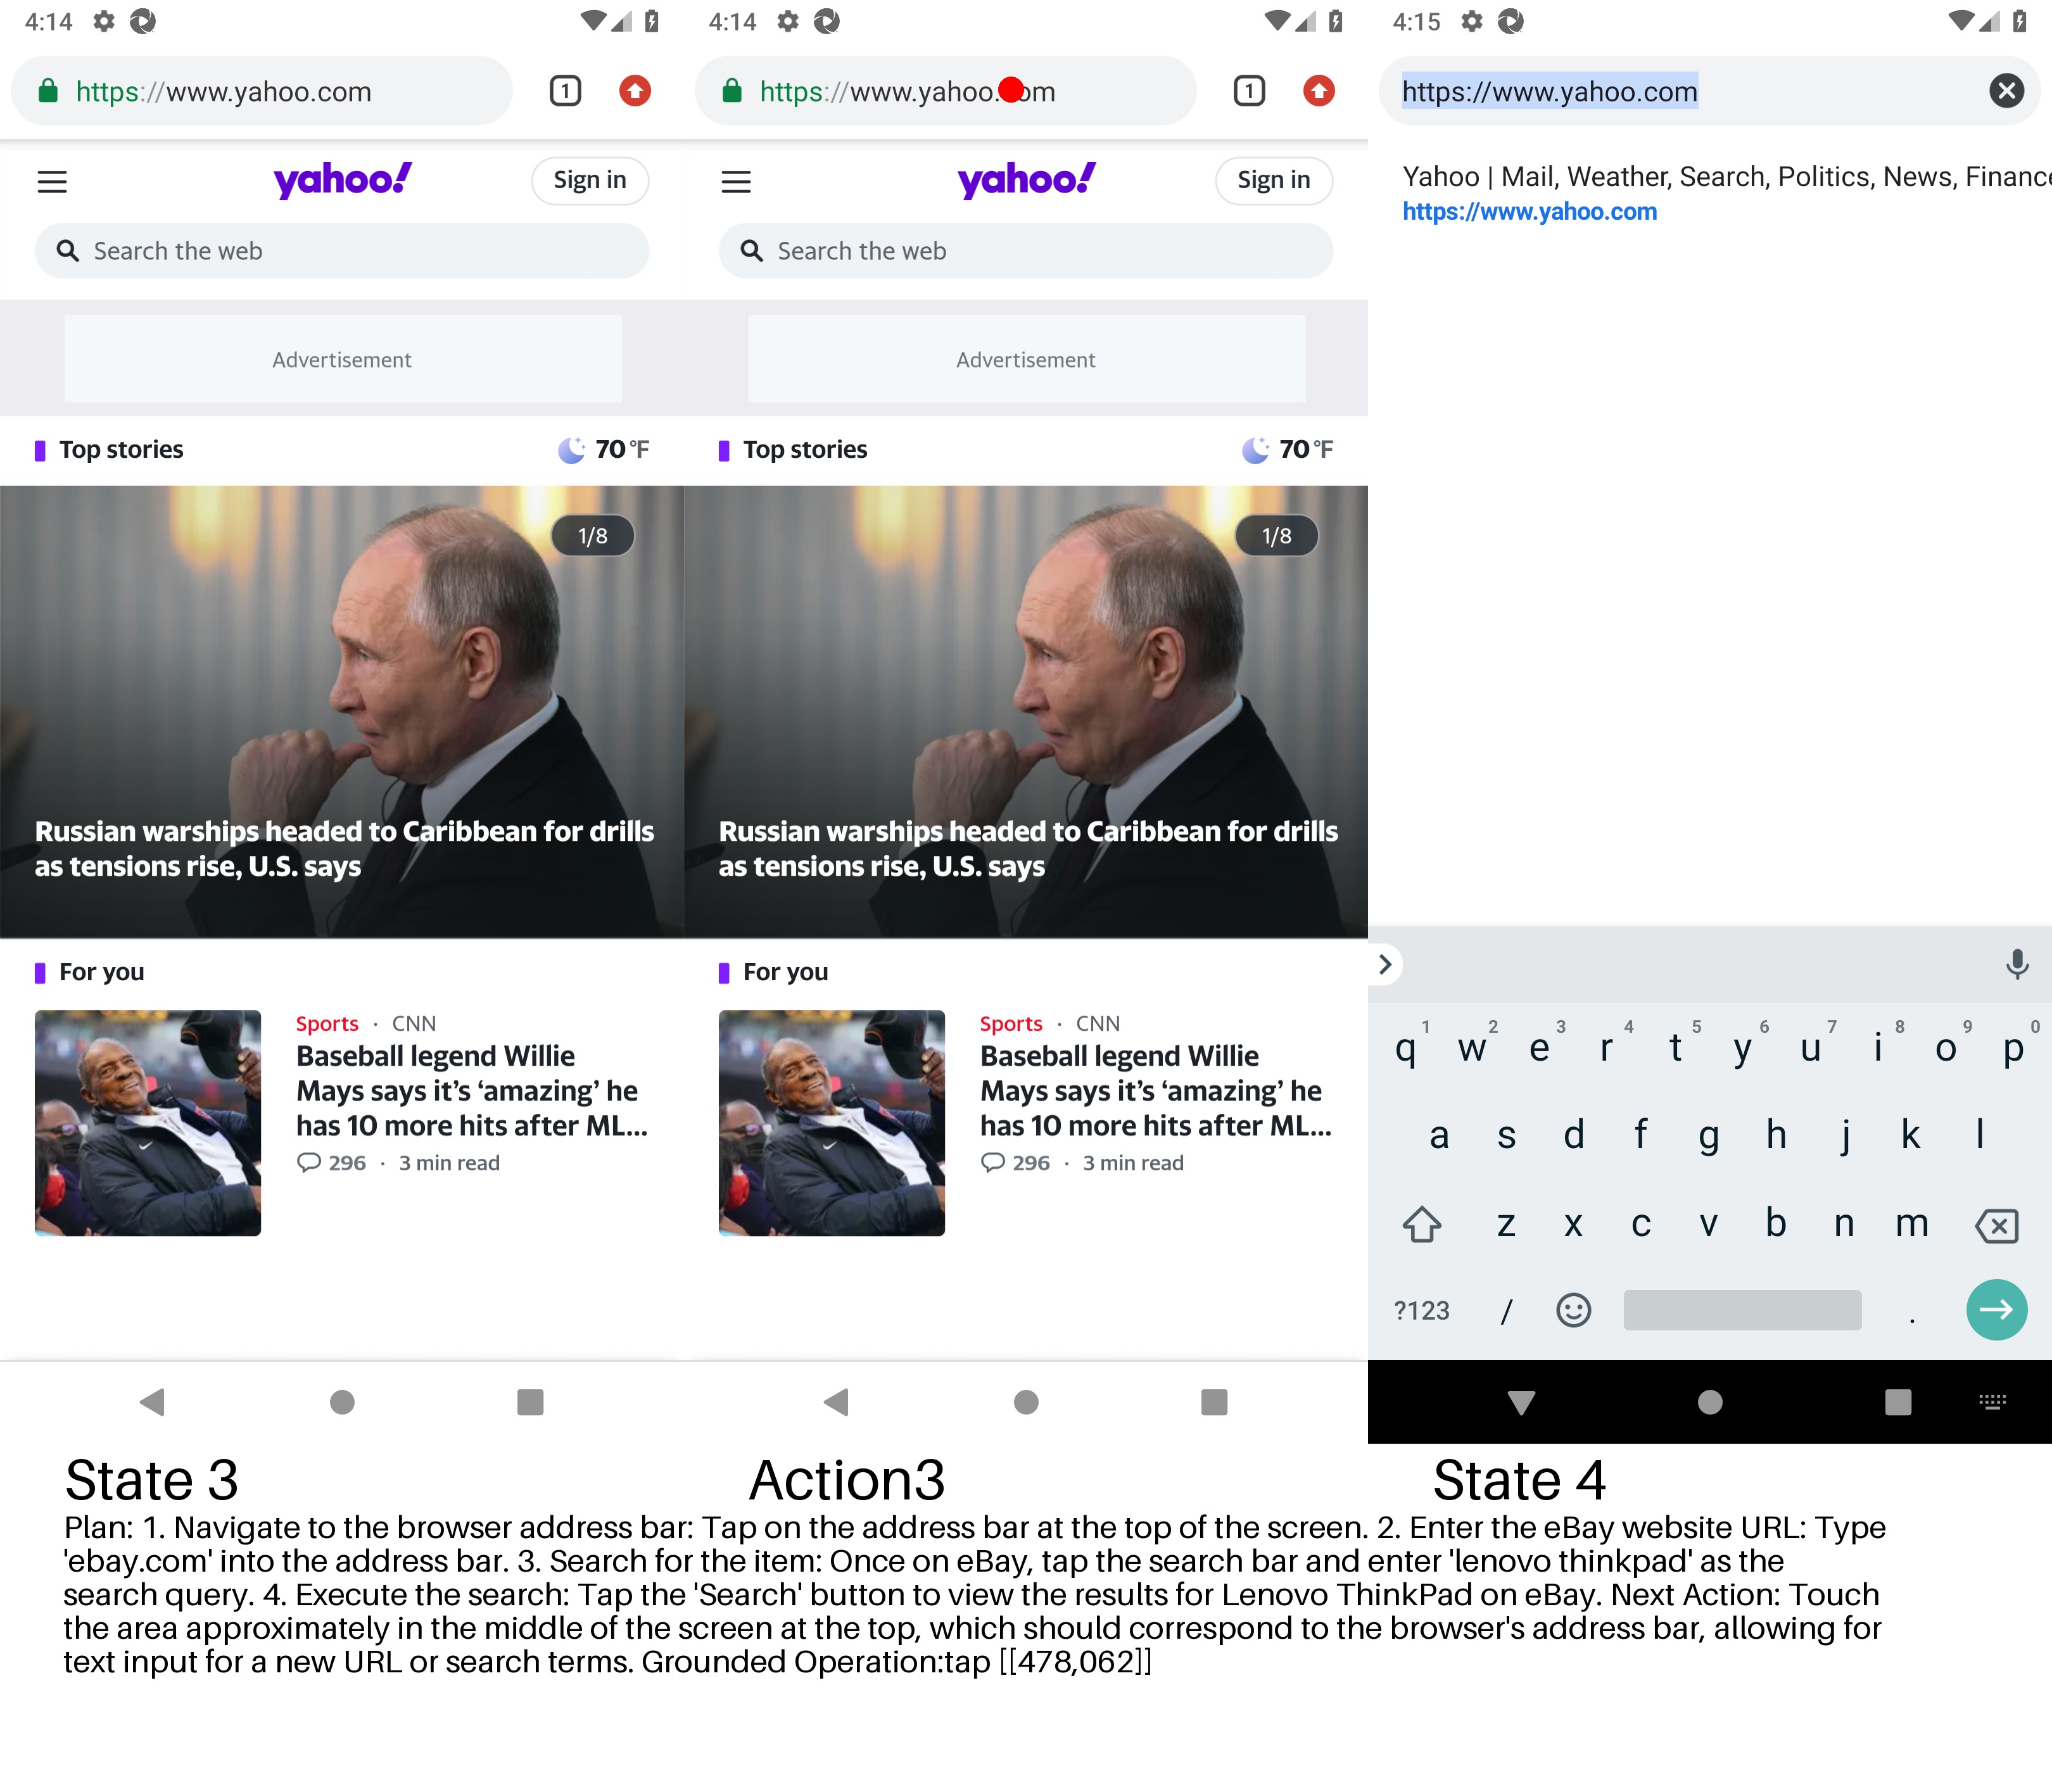 4:14
https://www.yahoo.com
1
yahoo!
Sign in
Search the web
Advertisement
Top stories
70 °F
1/8
Russian warships headed to Caribbean for drills
as tensions rise, U.S. says
For you
Sports · CNN
Baseball legend Willie
Mays says it’s ‘amazing’ he
has 10 more hits after ML...
296 · 3 min read
4:14
https://www.yahoo. om
1
yahoo!
Sign in
Search the web
Advertisement
Top stories
70 °F
1/8
Russian warships headed to Caribbean for drills
as tensions rise, U.S. says
For you
Sports · CNN
Baseball legend Willie
Mays says it’s ‘amazing’ he
has 10 more hits after ML...
296 · 3 min read
4:15
https://www.yahoo.com
Yahoo | Mail, Weather, Search, Politics, News, Finance
https://www.yahoo.com
1 2 3 4 5 6 7 8 9 0
q w e r t y u i o p
a s d f g h j k l
z x c v b n m
?123 / .
State 3
Action3
State 4
Plan: 1. Navigate to the browser address bar: Tap on the address bar at the top of the screen. 2. Enter the eBay website URL: Type
'ebay.com' into the address bar. 3. Search for the item: Once on eBay, tap the search bar and enter 'lenovo thinkpad' as the
search query. 4. Execute the search: Tap the 'Search' button to view the results for Lenovo ThinkPad on eBay. Next Action: Touch
the area approximately in the middle of the screen at the top, which should correspond to the browser's address bar, allowing for
text input for a new URL or search terms. Grounded Operation:tap [[478,062]]